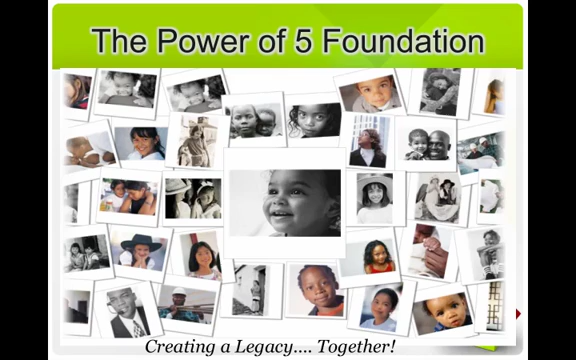 The Power of 5 Foundation
Creating a Legacy.... Together!